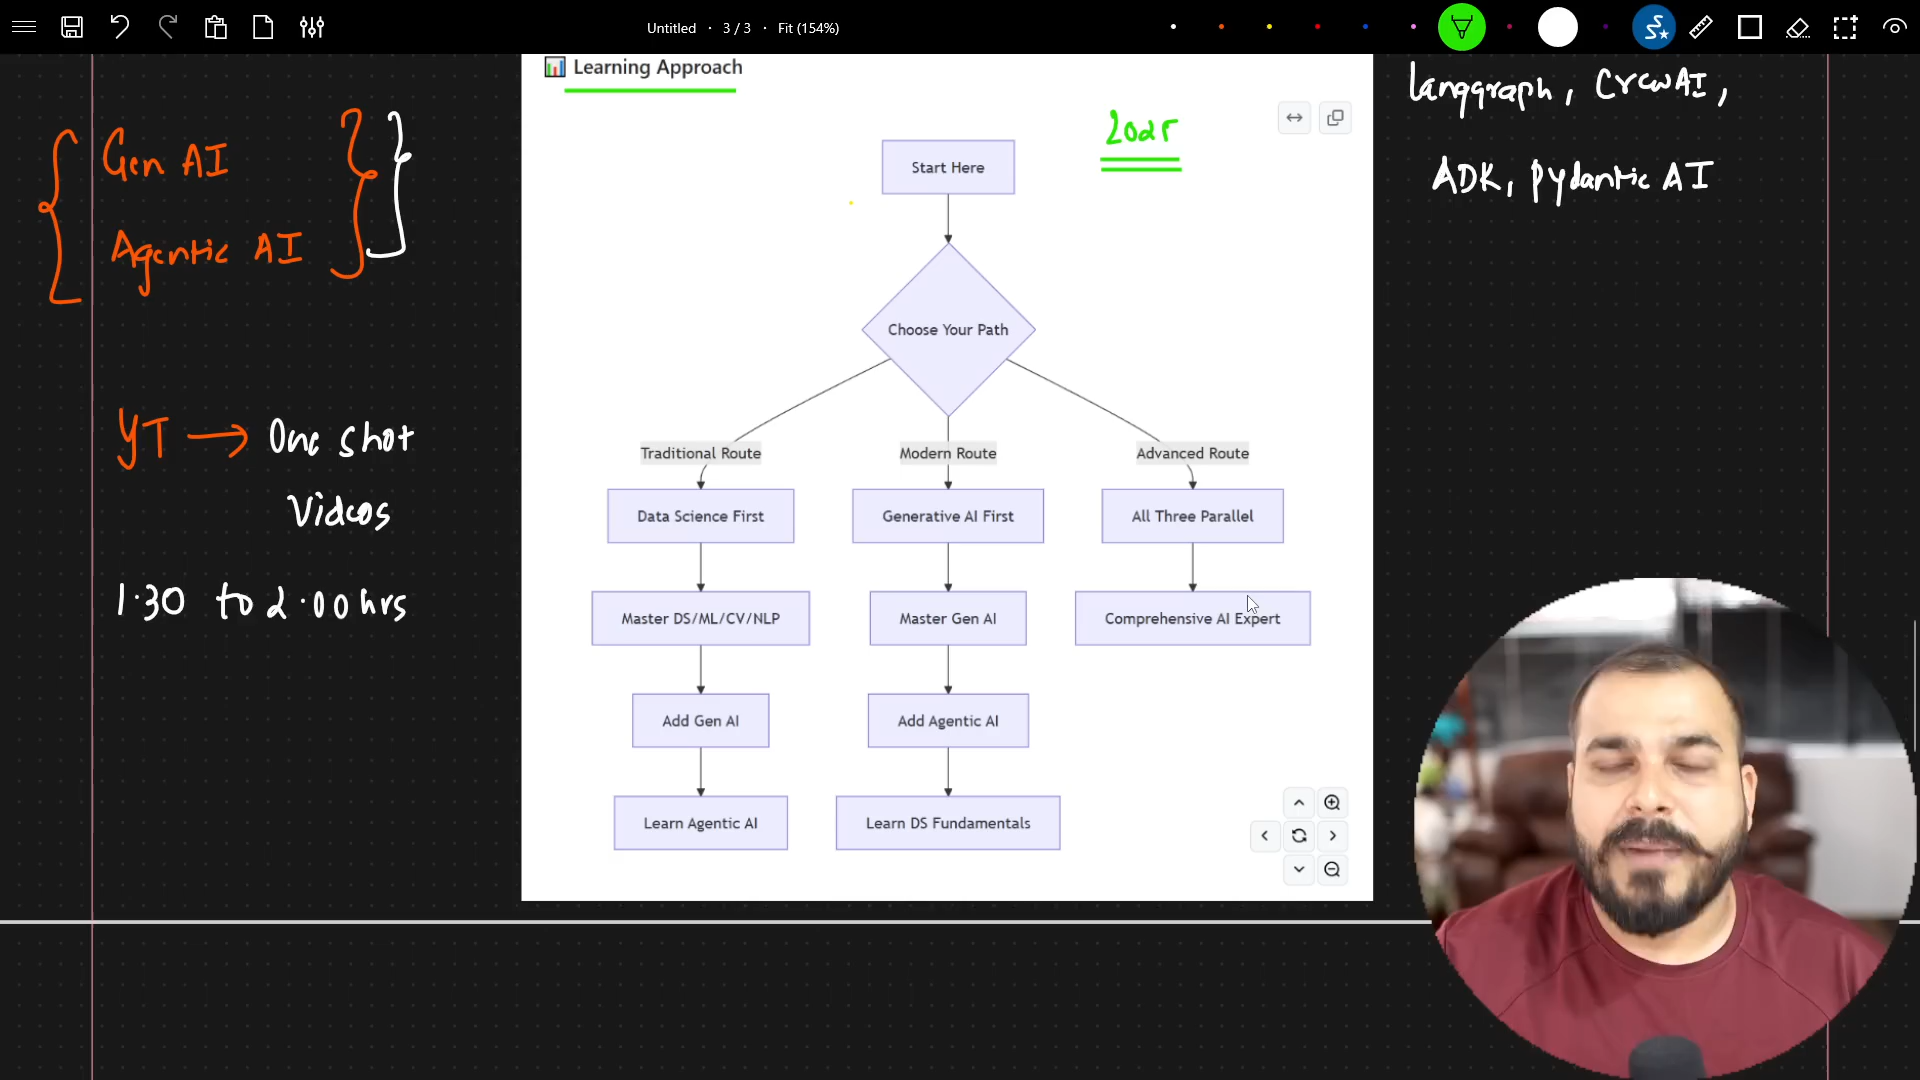 Untitled · 3 / 3 · Fit (154%)
Learning Approach
Gen AI
Agentic AI
YT → One shot
Videos
1.30 to 2.00 hrs
Start Here
Choose Your Path
Traditional Route
Modern Route
Advanced Route
Data Science First
Generative AI First
All Three Parallel
Master DS/ML/CV/NLP
Master Gen AI
Comprehensive AI Expert
Add Gen AI
Add Agentic AI
Learn Agentic AI
Learn DS Fundamentals
Langgraph, CrewAI,
ADK, Pydantic AI